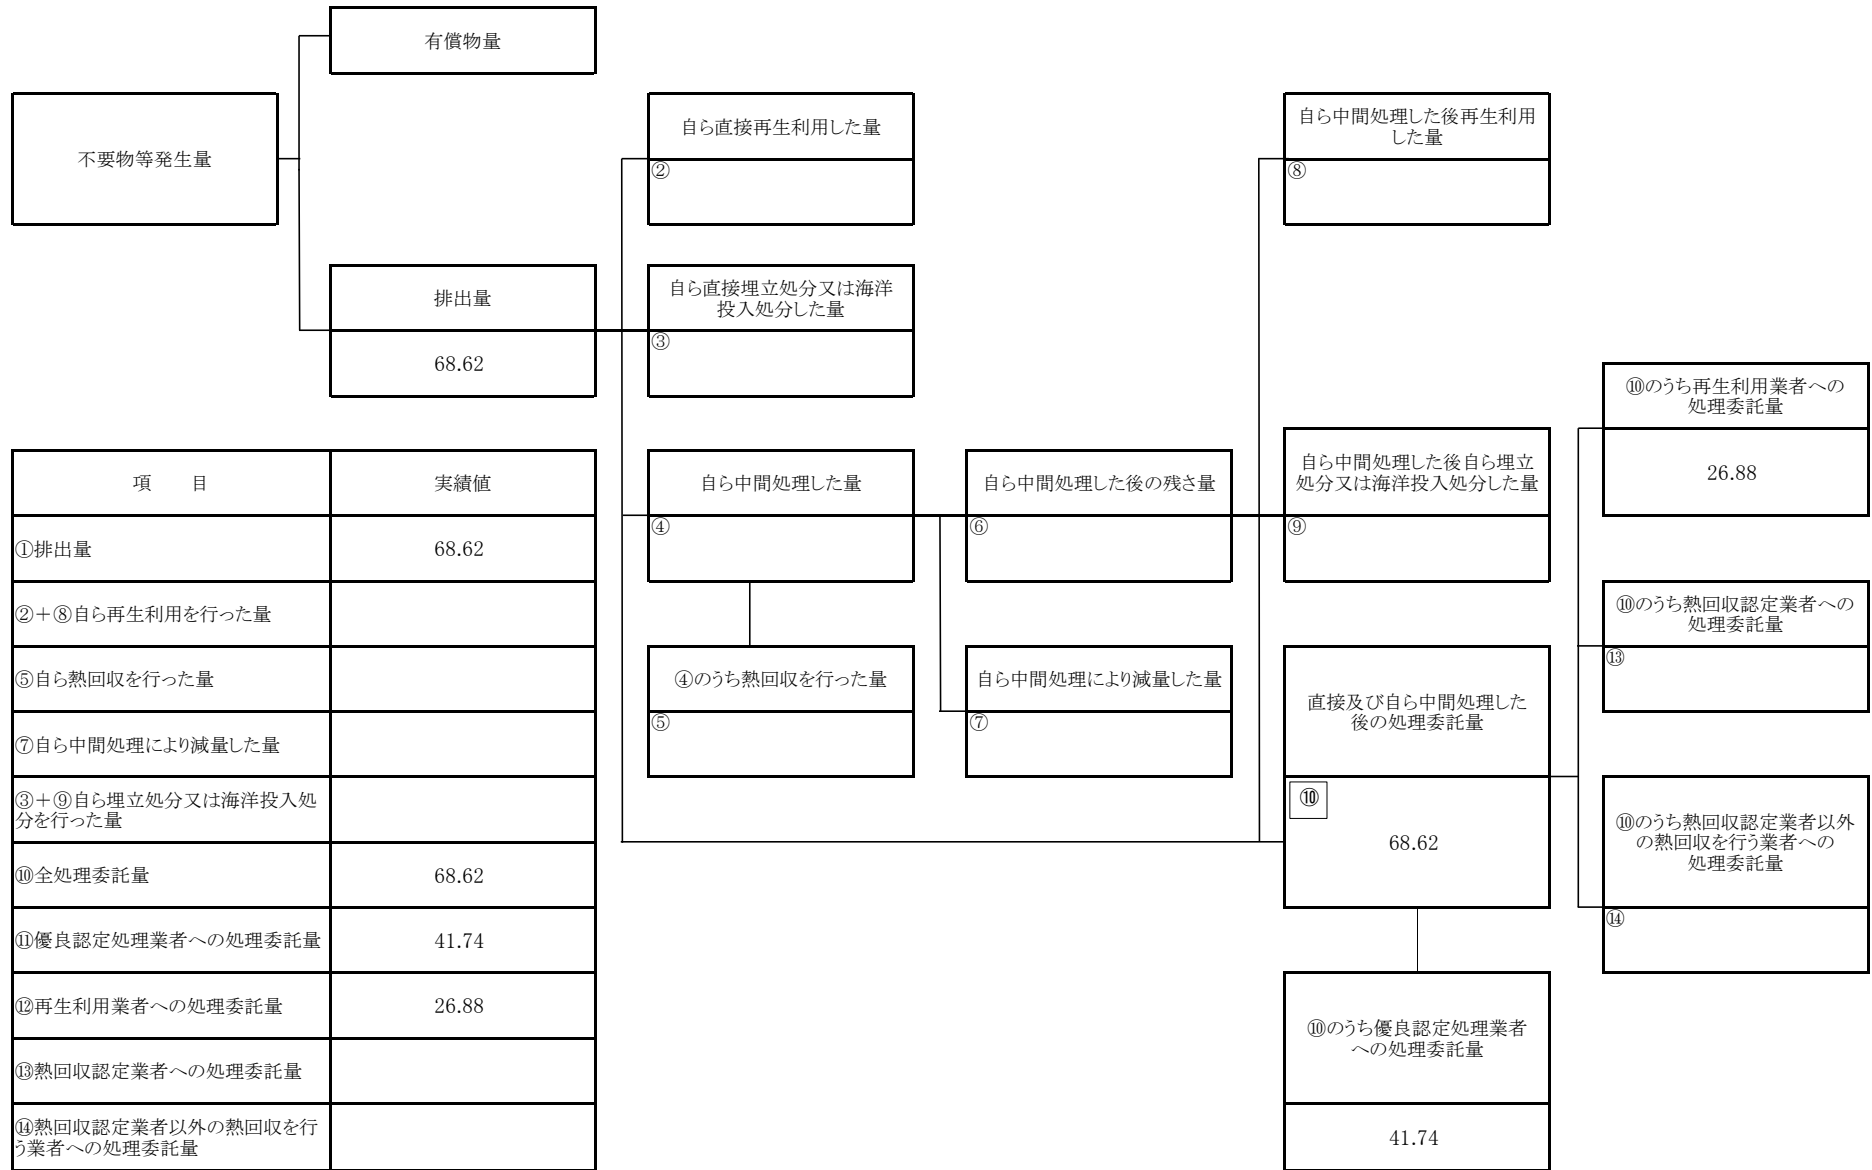 有償物量
不要物等発生量
自ら直接再生利用した量
②
自ら中間処理した後再生利用
した量
⑧
排出量
68.62
自ら直接埋立処分又は海洋
投入処分した量
③
⑩のうち再生利用業者への
処理委託量
26.88
項　目
実績値
①排出量
68.62
②＋⑧自ら再生利用を行った量
⑤自ら熱回収を行った量
⑦自ら中間処理により減量した量
③＋⑨自ら埋立処分又は海洋投入処
分を行った量
⑩全処理委託量
68.62
⑪優良認定処理業者への処理委託量
41.74
⑫再生利用業者への処理委託量
26.88
⑬熱回収認定業者への処理委託量
⑭熱回収認定業者以外の熱回収を行
う業者への処理委託量
自ら中間処理した量
④
自ら中間処理した後の残さ量
⑥
自ら中間処理した後自ら埋立
処分又は海洋投入処分した量
⑨
④のうち熱回収を行った量
⑤
自ら中間処理により減量した量
⑦
直接及び自ら中間処理した
後の処理委託量
⑩
68.62
⑩のうち熱回収認定業者への
処理委託量
⑬
⑩のうち熱回収認定業者以外
の熱回収を行う業者への
処理委託量
⑭
⑩のうち優良認定処理業者
への処理委託量
41.74